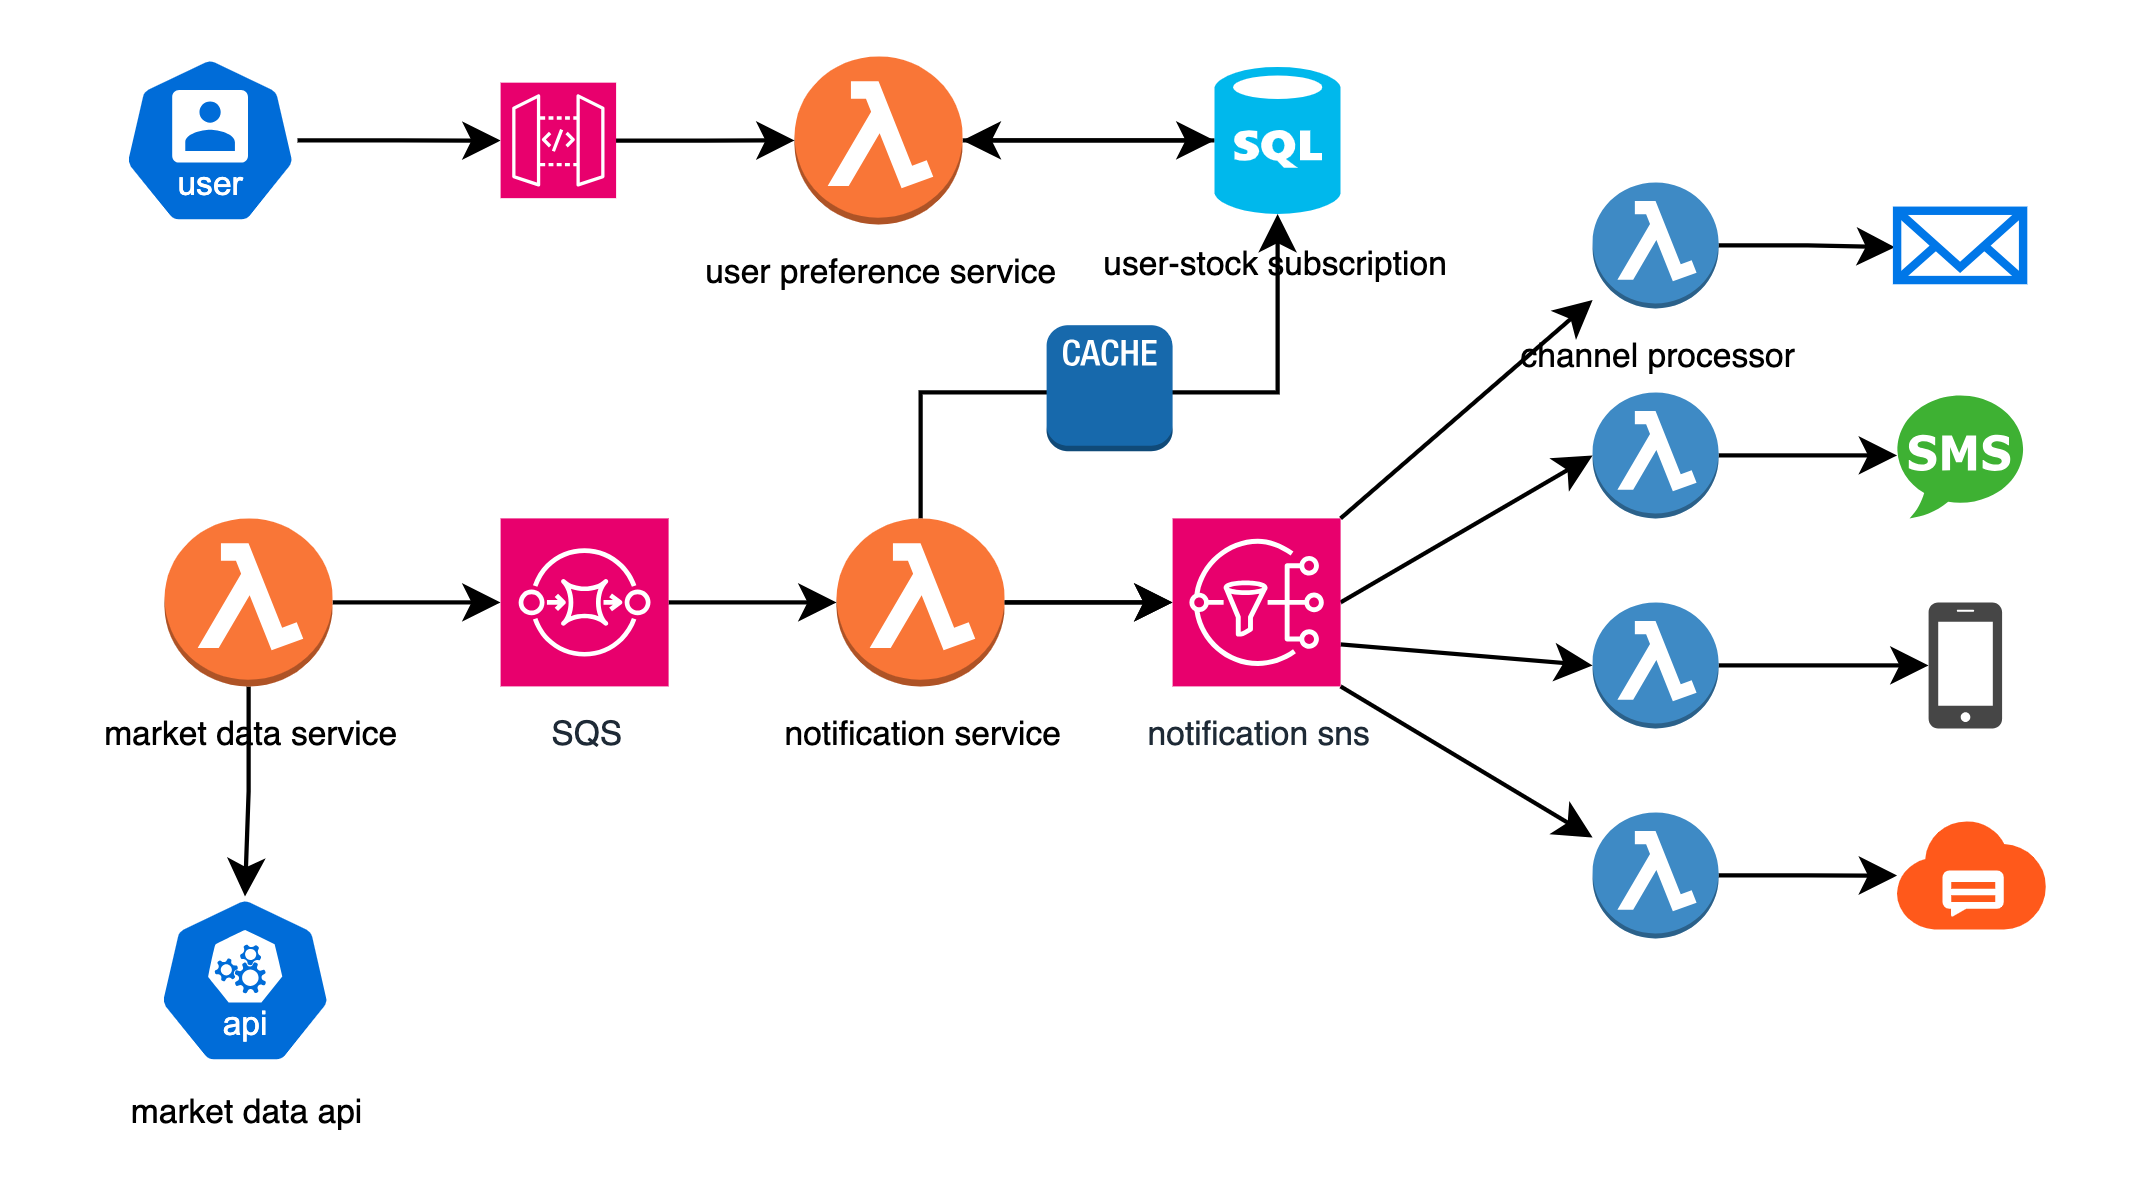 user
</>
user preference service
SQL
user-stock subscription
CACHE
channel processor
SMS
market data service
SQS
notification service
notification sns
api
market data api